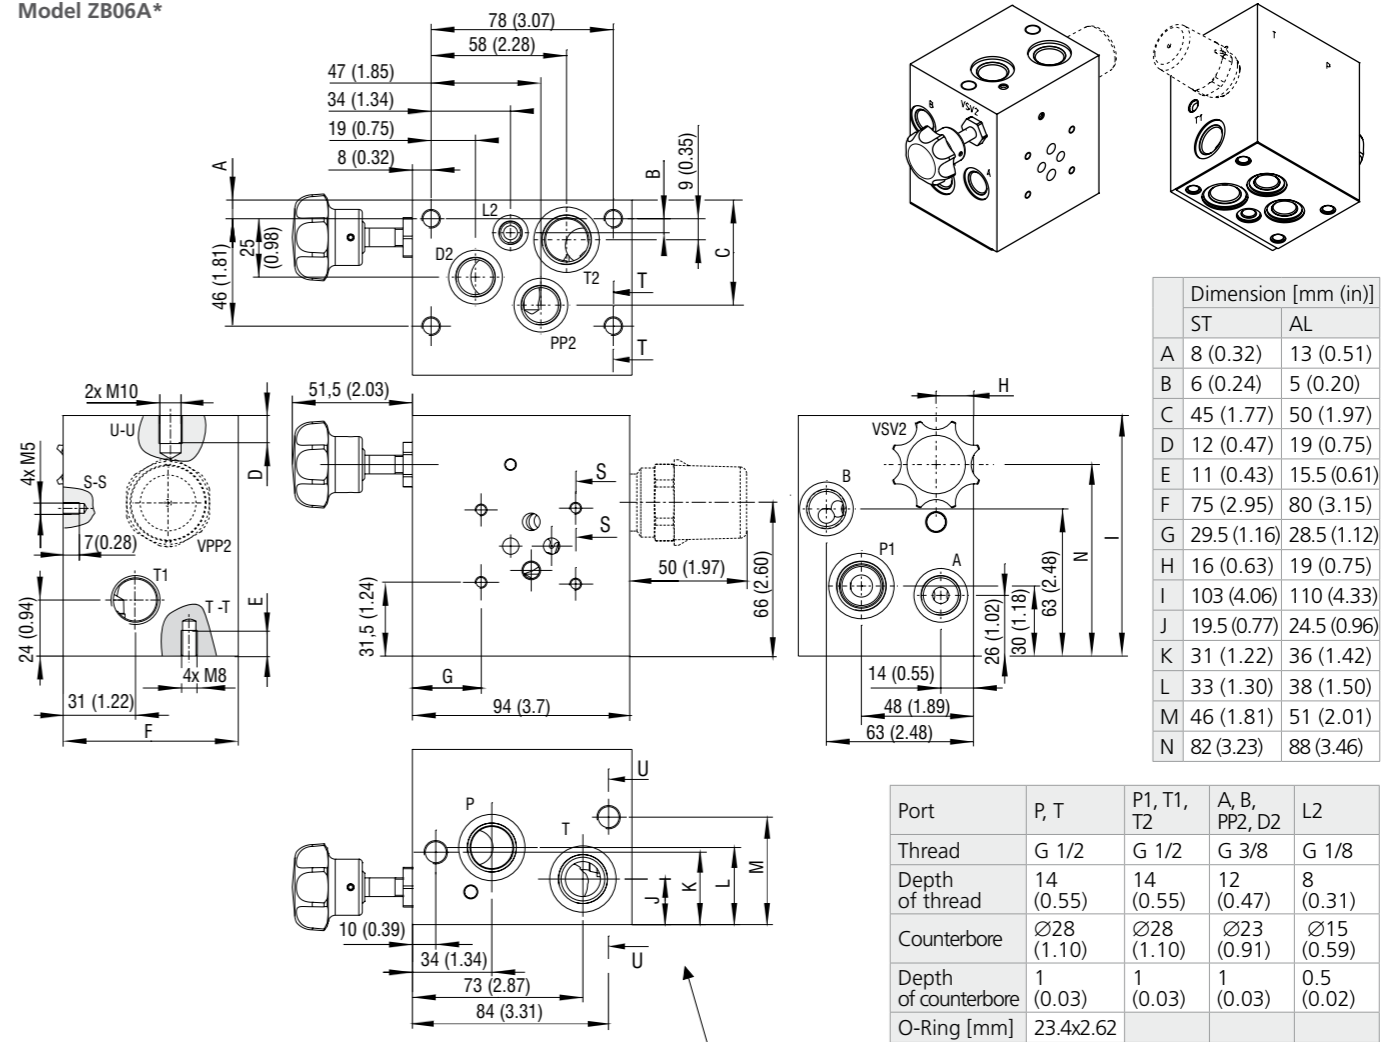 Model ZB06A*
78 (3.07)
58 (2.28)
47 (1.85)
34 (1.34)
19 (0.75)
8 (0.32)
A
B
9 (0.35)
C
25 (0.98)
46 (1.81)
L2
D2
T2
T
PP2
T
B
VSV2
A
T
P
T1
51,5 (2.03)
2x M10
U-U
D
4x M5
S-S
7(0.28)
VPP2
T1
T -T
E
24 (0.94)
4x M8
31 (1.22)
F
S
S
50 (1.97)
66 (2.60)
31,5 (1.24)
G
94 (3.7)
H
VSV2
B
P1
A
N
I
63 (2.48)
30 (1.18)
26 (1.02)
14 (0.55)
48 (1.89)
63 (2.48)
P
T
U
U
J
K
L
M
10 (0.39)
34 (1.34)
73 (2.87)
84 (3.31)
Dimension [mm (in)]
ST AL
A 8 (0.32) 13 (0.51)
B 6 (0.24) 5 (0.20)
C 45 (1.77) 50 (1.97)
D 12 (0.47) 19 (0.75)
E 11 (0.43) 15.5 (0.61)
F 75 (2.95) 80 (3.15)
G 29.5 (1.16) 28.5 (1.12)
H 16 (0.63) 19 (0.75)
I 103 (4.06) 110 (4.33)
J 19.5 (0.77) 24.5 (0.96)
K 31 (1.22) 36 (1.42)
L 33 (1.30) 38 (1.50)
M 46 (1.81) 51 (2.01)
N 82 (3.23) 88 (3.46)
Port P, T P1, T1, T2 A, B, PP2, D2 L2
Thread G 1/2 G 1/2 G 3/8 G 1/8
Depth of thread 14 (0.55) 14 (0.55) 12 (0.47) 8 (0.31)
Counterbore Ø28 (1.10) Ø28 (1.10) Ø23 (0.91) Ø15 (0.59)
Depth of counterbore 1 (0.03) 1 (0.03) 1 (0.03) 0.5 (0.02)
O-Ring [mm] 23.4x2.62